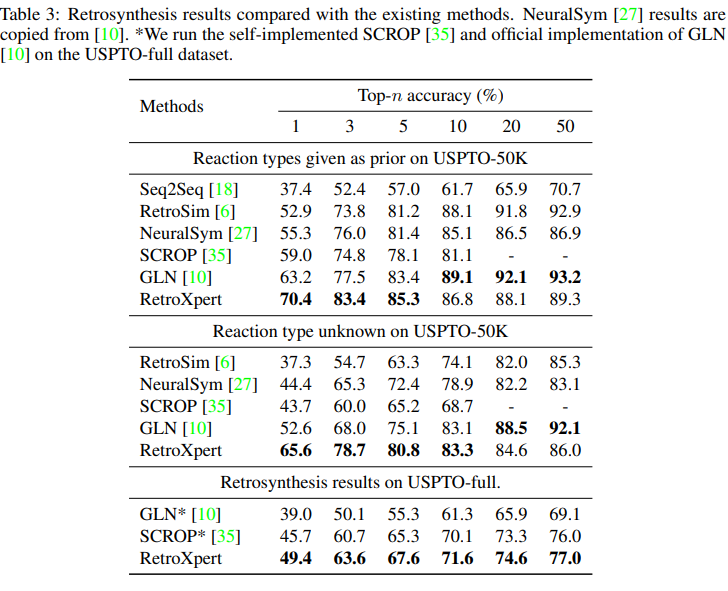 Table 3: Retrosynthesis results compared with the existing methods. NeuralSym [27] results are
copied from [10]. *We run the self-implemented SCROP [35] and official implementation of GLN
[10] on the USPTO-full dataset.
Methods
Top-n accuracy (%)
1 3 5 10 20 50
Reaction types given as prior on USPTO-50K
Seq2Seq [18] 37.4 52.4 57.0 61.7 65.9 70.7
RetroSim [6] 52.9 73.8 81.2 88.1 91.8 92.9
NeuralSym [27] 55.3 76.0 81.4 85.1 86.5 86.9
SCROP [35] 59.0 74.8 78.1 81.1 - -
GLN [10] 63.2 77.5 83.4 89.1 92.1 93.2
RetroXpert 70.4 83.4 85.3 86.8 88.1 89.3
Reaction type unknown on USPTO-50K
RetroSim [6] 37.3 54.7 63.3 74.1 82.0 85.3
NeuralSym [27] 44.4 65.3 72.4 78.9 82.2 83.1
SCROP [35] 43.7 60.0 65.2 68.7 - -
GLN [10] 52.6 68.0 75.1 83.1 88.5 92.1
RetroXpert 65.6 78.7 80.8 83.3 84.6 86.0
Retrosynthesis results on USPTO-full.
GLN* [10] 39.0 50.1 55.3 61.3 65.9 69.1
SCROP* [35] 45.7 60.7 65.3 70.1 73.3 76.0
RetroXpert 49.4 63.6 67.6 71.6 74.6 77.0